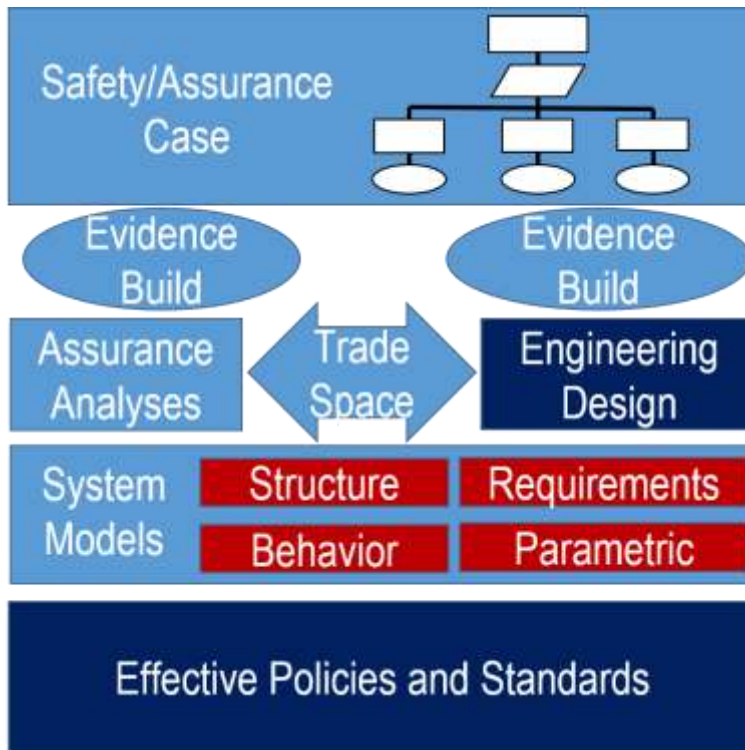 Safety/Assurance
Case
Evidence
Build
Evidence
Build
Assurance
Analyses
Trade
Space
Engineering
Design
System
Models
Structure
Requirements
Behavior
Parametric
Effective Policies and Standards